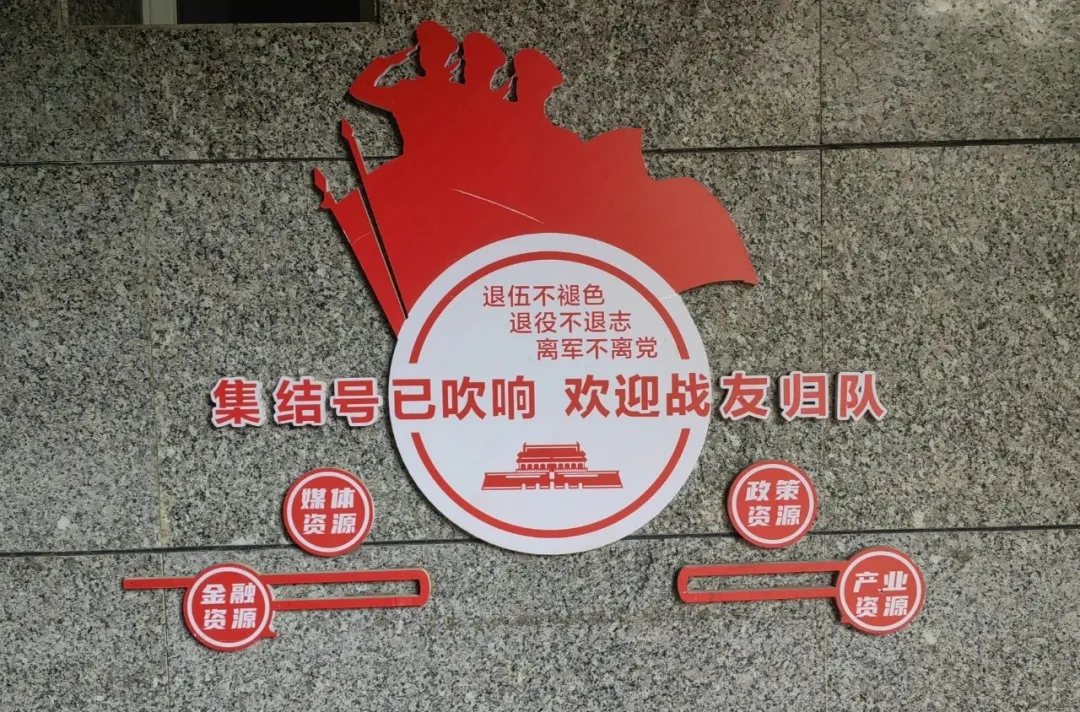 退伍不褪色
退役不退志
离军不离党
集结号已吹响 欢迎战友归队
媒体
资源
政策
资源
金融
资源
产业
资源